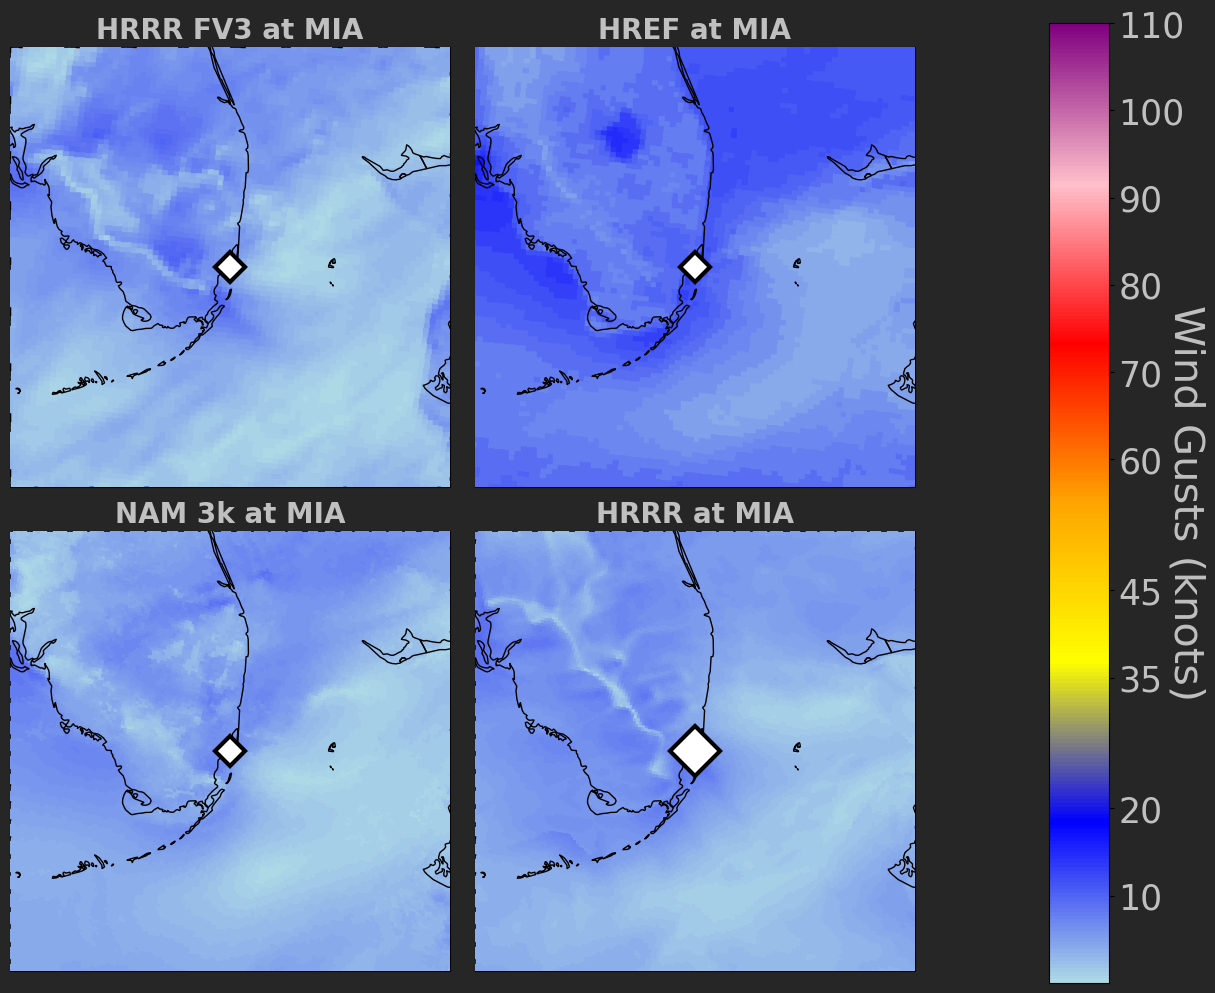 HRRR FV3 at MIA
HREF at MIA
NAM 3k at MIA
HRRR at MIA
110
100
90
80
70
60
45
35
20
10
Wind Gusts (knots)